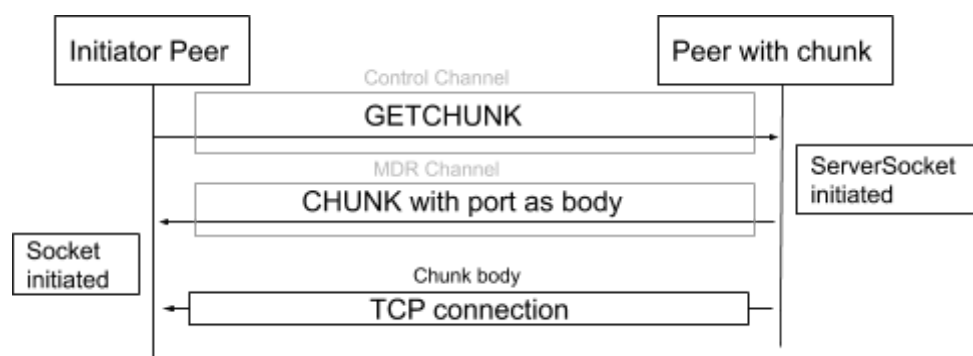 Initiator Peer
Peer with chunk
Control Channel
GETCHUNK
MDR Channel
ServerSocket
initiated
CHUNK with port as body
Socket
initiated
Chunk body
TCP connection